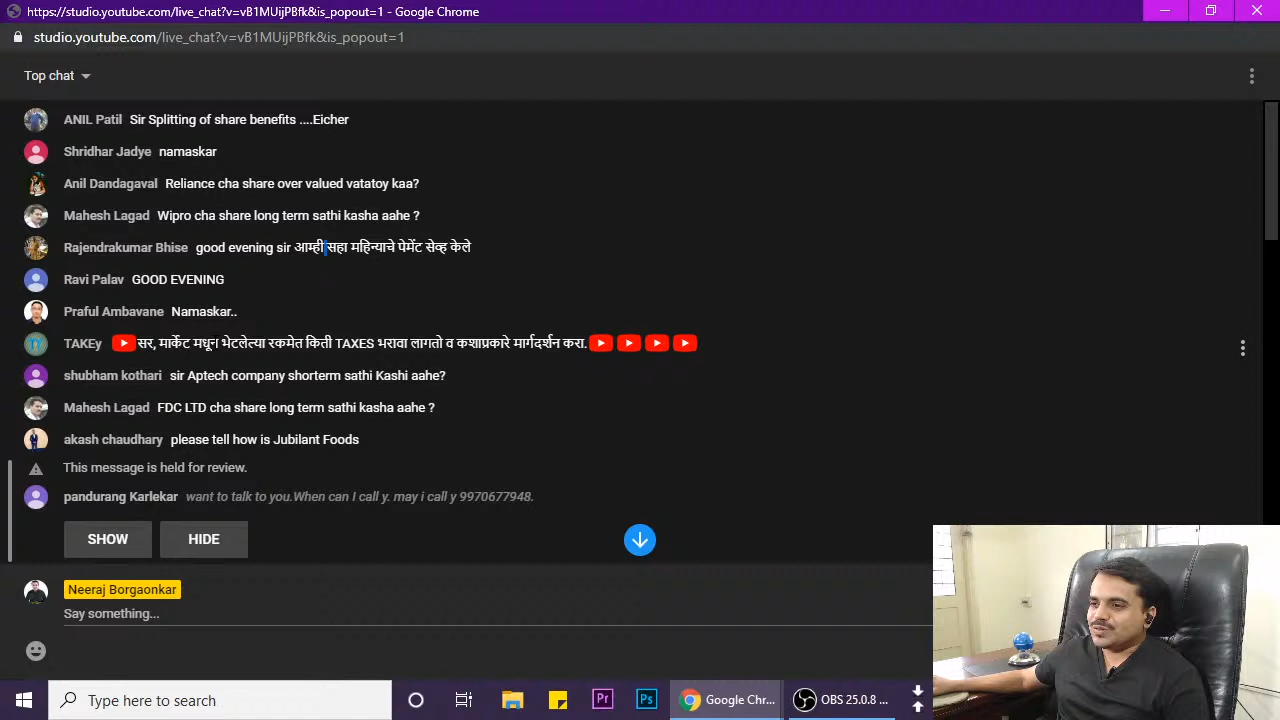 https://studio.youtube.com/live_chat?v=vB1MUijPBfk&is_popout=1 - Google Chrome
studio.youtube.com/live_chat?v=vB1MUijPBfk&is_popout=1
Top chat
ANIL Patil Sir Splitting of share benefits ....Eicher
Shridhar Jadye namaskar
Anil Dandagaval Reliance cha share over valued vatatoy kaa?
Mahesh Lagad Wipro cha share long term sathi kasha aahe ?
Rajendrakumar Bhise good evening sir आम्ही सहा महिन्याचे पेमेंट सेव्ह केले
Ravi Palav GOOD EVENING
Praful Ambavane Namaskar..
TAKEy सर, मार्केट मधून भेटलेत्या रकमेत किती TAXES भरावा लागतो व कशाप्रकारे मार्गदर्शन करा.
shubham kothari sir Aptech company shorterm sathi Kashi aahe?
Mahesh Lagad FDC LTD cha share long term sathi kasha aahe ?
akash chaudhary please tell how is Jubilant Foods
This message is held for review.
pandurang Karlekar want to talk to you.When can I call y. may i call y 9970677948.
SHOW HIDE
Neeraj Borgaonkar
Say something...
Type here to search Pr Ps Google Chr... OBS 25.0.8 ...